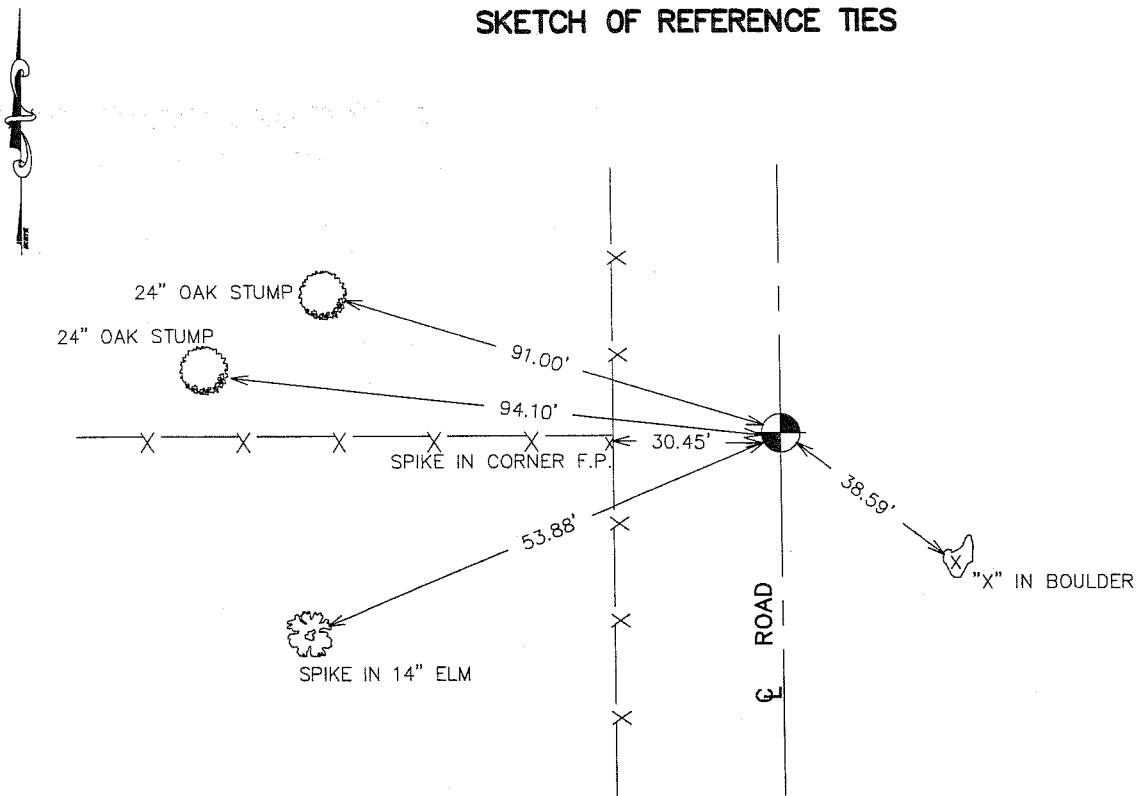 SKETCH OF REFERENCE TIES
24" OAK STUMP
24" OAK STUMP
91.00'
94.10'
30.45'
SPIKE IN CORNER F.P.
38.59'
53.88'
"X" IN BOULDER
SPIKE IN 14" ELM
℄ ROAD